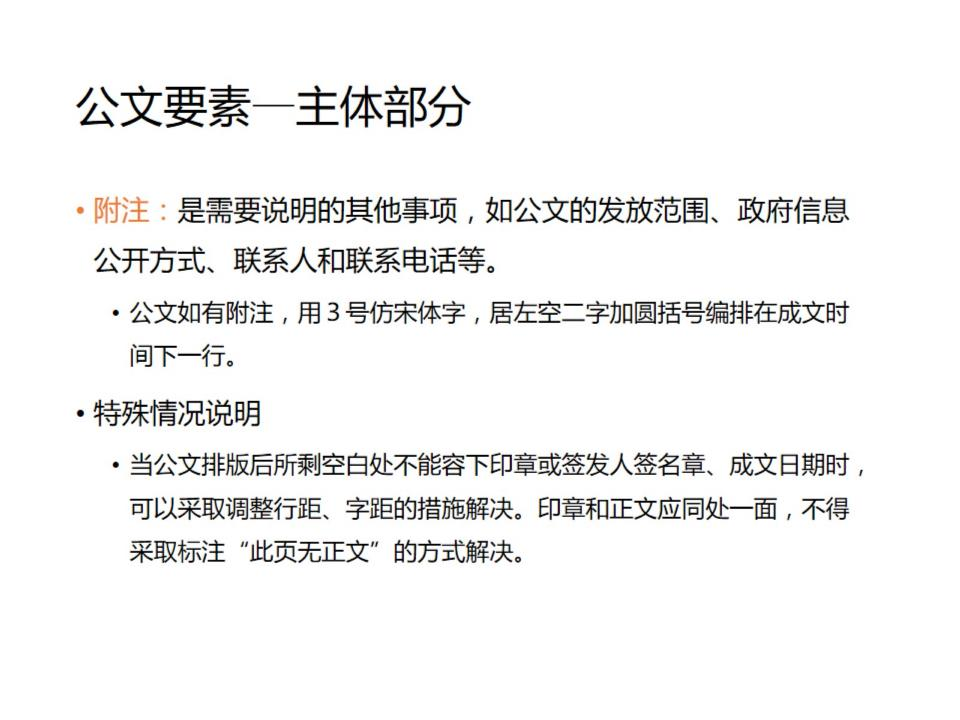 公文要素—主体部分
• 附注：是需要说明的其他事项，如公文的发放范围、政府信息
公开方式、联系人和联系电话等。
• 公文如有附注，用3号仿宋体字，居左空二字加圆括号编排在成文时
间下一行。
• 特殊情况说明
• 当公文排版后所剩空白处不能容下印章或签发人签名章、成文日期时，
可以采取调整行距、字距的措施解决。印章和正文应同处一面，不得
采取标注“此页无正文”的方式解决。